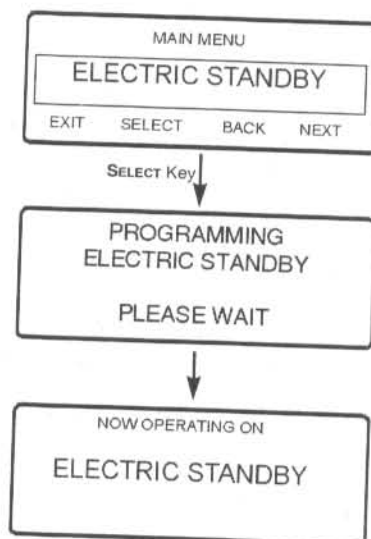 MAIN MENU
ELECTRIC STANDBY
EXIT SELECT BACK NEXT
SELECT Key
PROGRAMMING
ELECTRIC STANDBY
PLEASE WAIT
NOW OPERATING ON
ELECTRIC STANDBY